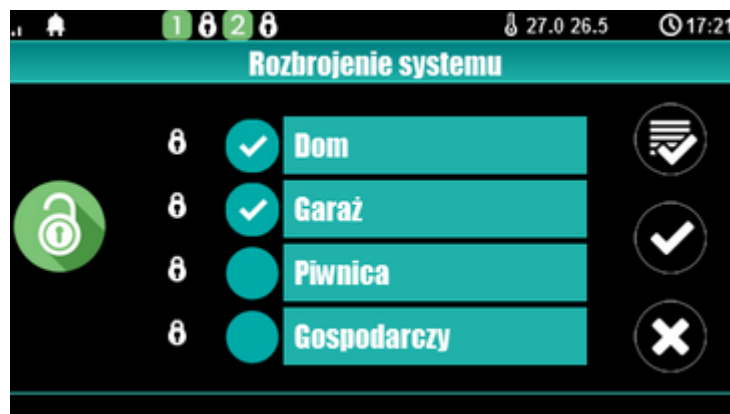 1 2 27.0 26.5 17:21
Rozbrojenie systemu
Dom
Garaż
Piwnica
Gospodarczy